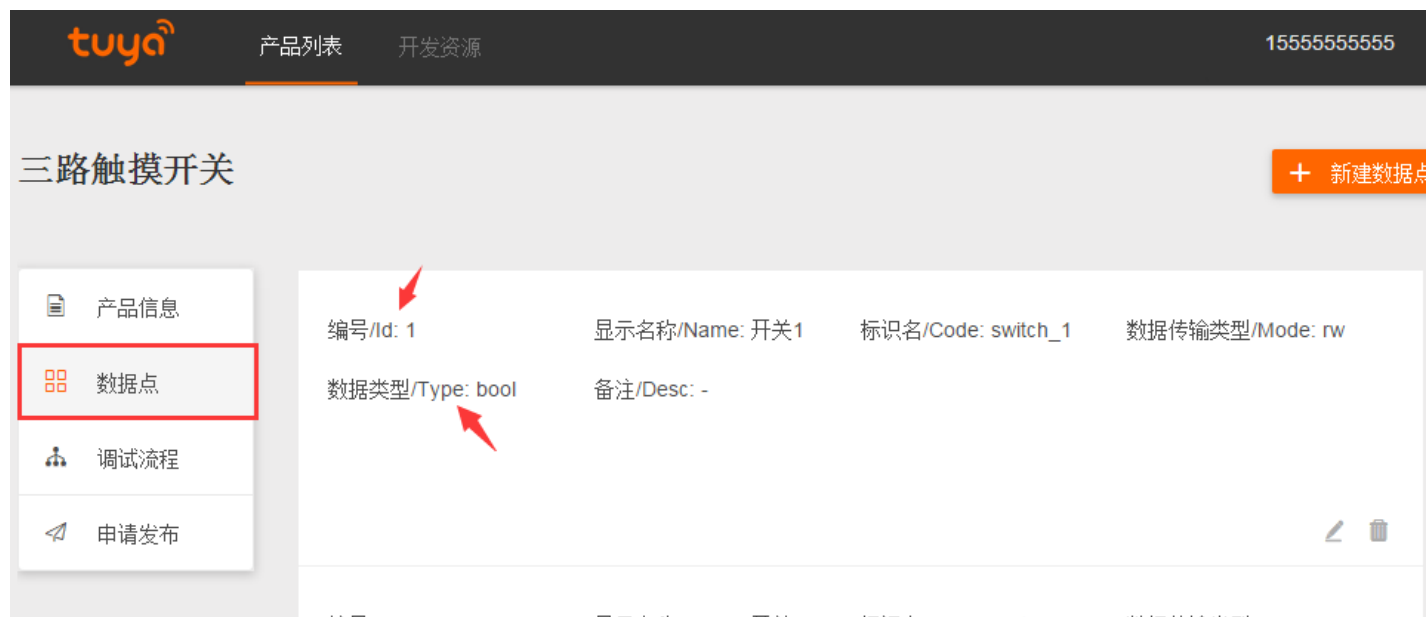 tuya 产品列表 开发资源 15555555555
三路触摸开关
+ 新建数据点
产品信息
数据点
调试流程
申请发布
编号/Id: 1 显示名称/Name: 开关1 标识名/Code: switch_1 数据传输类型/Mode: rw
数据类型/Type: bool 备注/Desc: -